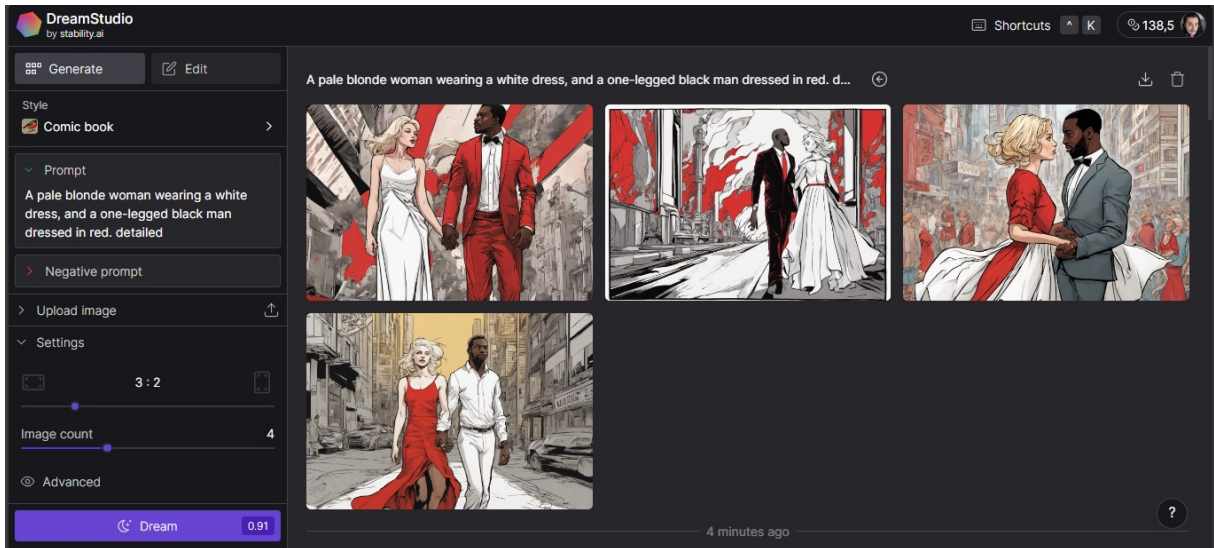 DreamStudio
by stability.ai
Shortcuts ^ K
138,5
Generate
Edit
Style
Comic book
Prompt
A pale blonde woman wearing a white
dress, and a one-legged black man
dressed in red. detailed
Negative prompt
Upload image
Settings
3 : 2
Image count 4
Advanced
Dream 0.91
A pale blonde woman wearing a white dress, and a one-legged black man dressed in red. d...
4 minutes ago
?